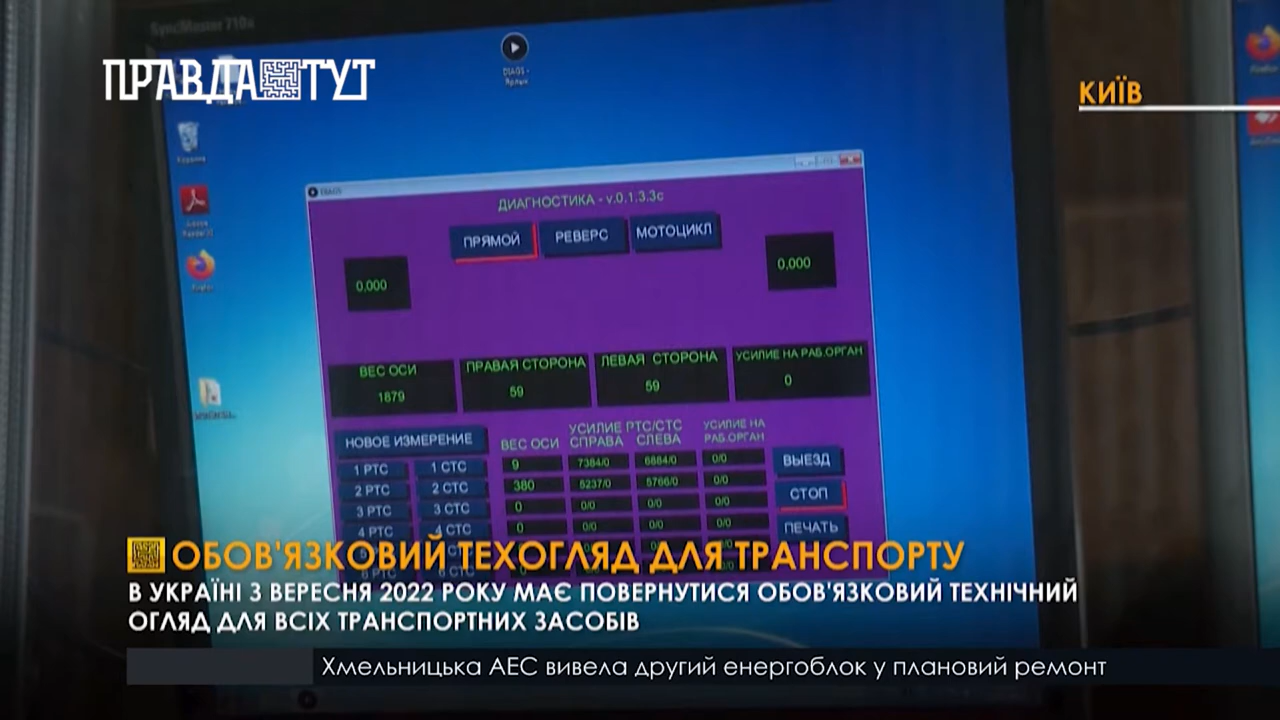 SyncMaster 710n
ПРАВДА ТУТ
КИЇВ
DIAGS -
Ярлык
Корзина
DIAGS
ДИАГНОСТИКА - v.0.1.3.3c
ПРЯМОЙ РЕВЕРС МОТОЦИКЛ
0,000 0,000
ВЕС ОСИ ПРАВАЯ СТОРОНА ЛЕВАЯ СТОРОНА УСИЛИЕ НА РАБ.ОРГАН
1879 59 59 0
НОВОЕ ИЗМЕРЕНИЕ
ВЕС ОСИ УСИЛИЕ РТС/СТС СПРАВА СЛЕВА УСИЛИЕ НА РАБ.ОРГАН
1 РТС 1 СТС 9 7384/0 6884/0 0/0 ВЫЕЗД
2 РТС 2 СТС 380 5237/0 5766/0 0/0 СТОП
3 РТС 3 СТС 0 0/0 0/0 0/0
4 РТС 4 СТС 0 0/0 0/0 0/0 ПЕЧАТЬ
ОБОВ'ЯЗКОВИЙ ТЕХОГЛЯД ДЛЯ ТРАНСПОРТУ
В УКРАЇНІ З ВЕРЕСНЯ 2022 РОКУ МАЄ ПОВЕРНУТИСЯ ОБОВ'ЯЗКОВИЙ ТЕХНІЧНИЙ
ОГЛЯД ДЛЯ ВСІХ ТРАНСПОРТНИХ ЗАСОБІВ
Хмельницька АЕС вивела другий енергоблок у плановий ремонт